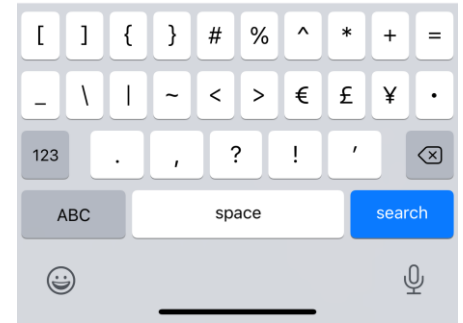 [ ] { } # % ^ * + =
_ \ | ~ < > € £ ¥ •
123 . , ? ! ′
ABC space search